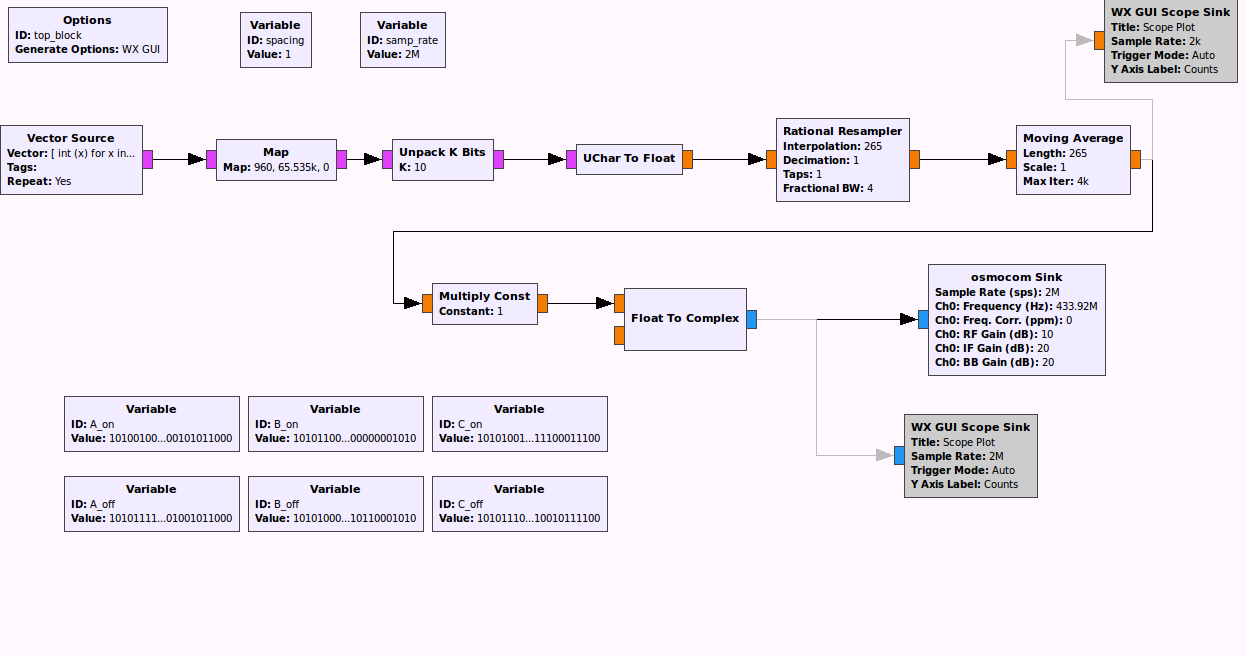 Options
ID: top_block
Generate Options: WX GUI
Variable
ID: spacing
Value: 1
Variable
ID: samp_rate
Value: 2M
WX GUI Scope Sink
Title: Scope Plot
Sample Rate: 2k
Trigger Mode: Auto
Y Axis Label: Counts
Vector Source
Vector: [ int (x) for x in...
Tags:
Repeat: Yes
Map
Map: 960, 65.535k, 0
Unpack K Bits
K: 10
UChar To Float
Rational Resampler
Interpolation: 265
Decimation: 1
Taps: 1
Fractional BW: 4
Moving Average
Length: 265
Scale: 1
Max Iter: 4k
Multiply Const
Constant: 1
Float To Complex
osmocom Sink
Sample Rate (sps): 2M
Ch0: Frequency (Hz): 433.92M
Ch0: Freq. Corr. (ppm): 0
Ch0: RF Gain (dB): 10
Ch0: IF Gain (dB): 20
Ch0: BB Gain (dB): 20
Variable
ID: A_on
Value: 10100100...00101011000
Variable
ID: B_on
Value: 10101100...00000001010
Variable
ID: C_on
Value: 10101001...11100011100
WX GUI Scope Sink
Title: Scope Plot
Sample Rate: 2M
Trigger Mode: Auto
Y Axis Label: Counts
Variable
ID: A_off
Value: 10101111...01001011000
Variable
ID: B_off
Value: 10101000...10110001010
Variable
ID: C_off
Value: 10101110...10010111100